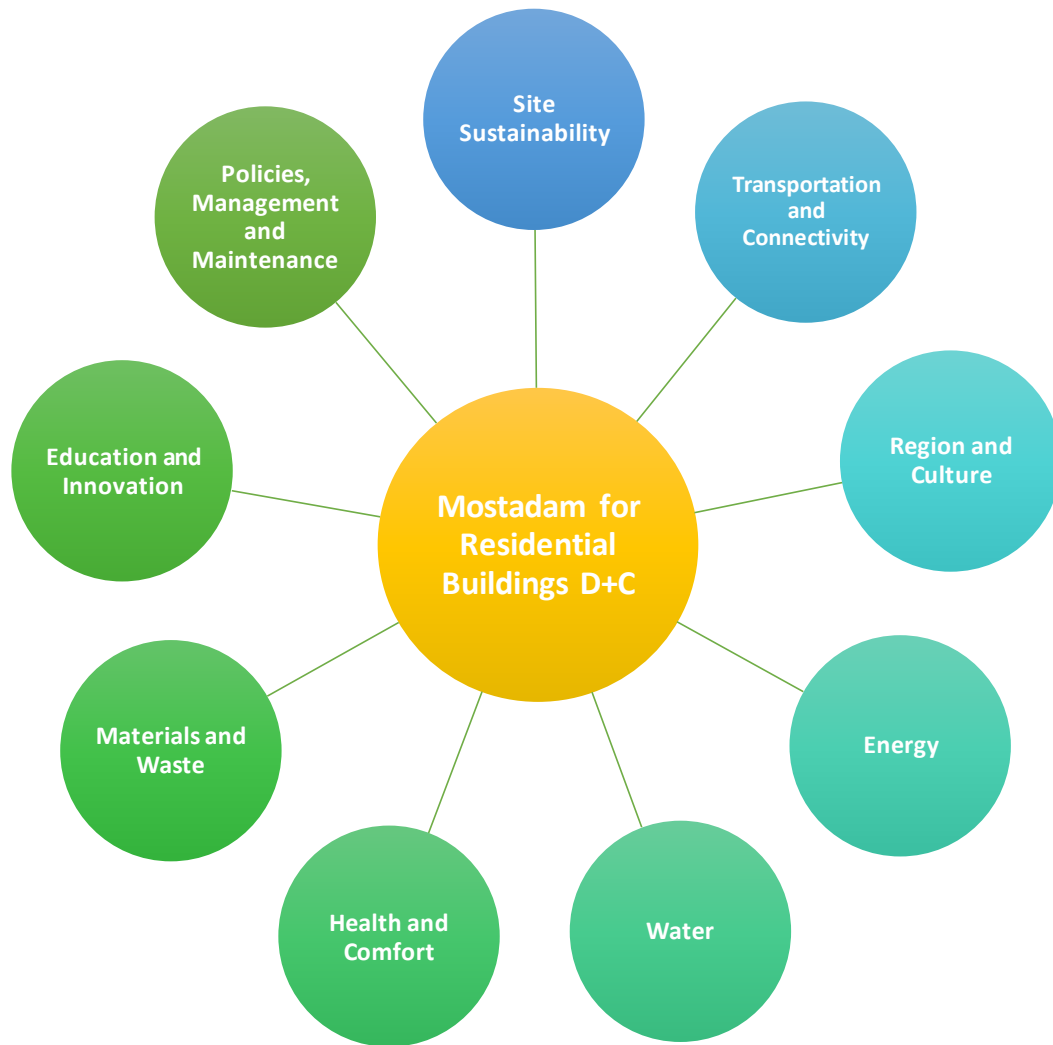 Site
Sustainability
Transportation
and
Connectivity
Region and
Culture
Energy
Water
Health and
Comfort
Materials and
Waste
Education and
Innovation
Policies,
Management
and
Maintenance
Mostadam for
Residential
Buildings D+C